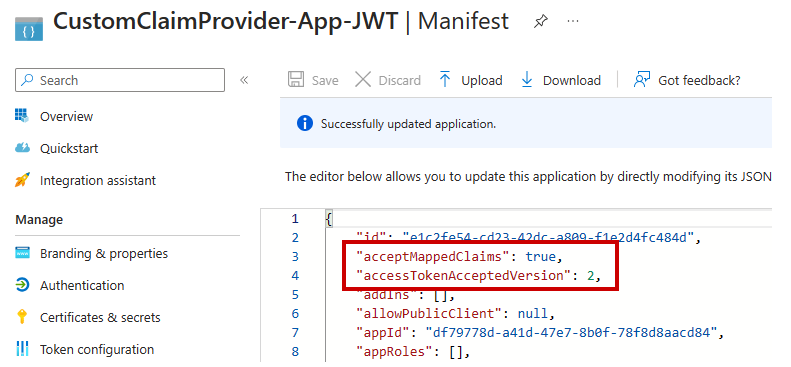 CustomClaimProvider-App-JWT | Manifest
Search
Save
Discard
Upload
Download
Got feedback?
Overview
Quickstart
Integration assistant
Manage
Branding & properties
Authentication
Certificates & secrets
Token configuration
Successfully updated application.
The editor below allows you to update this application by directly modifying its JSON
1 {
2 "id": "e1c2fe54-cd23-42dc-a809-f1e2d4fc484d",
3 "acceptMappedClaims": true,
4 "accessTokenAcceptedVersion": 2,
5 "addIns": [],
6 "allowPublicClient": null,
7 "appId": "df79778d-a41d-47e7-8b0f-78f8d8aacd84",
8 "appRoles": [],